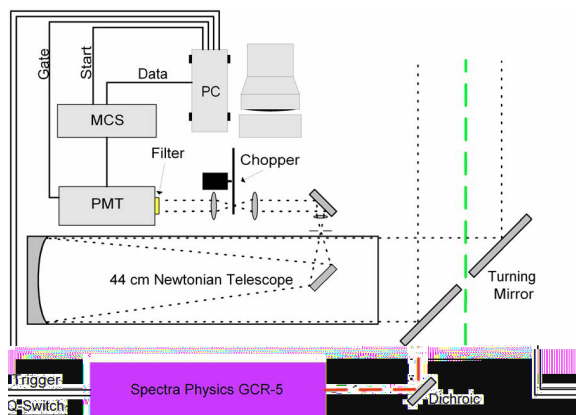 Gate
Start
Data
PC
MCS
Filter
Chopper
PMT
44 cm Newtonian Telescope
Turning
Mirror
Trigger
Spectra Physics GCR-5
Dichroic
Q-Switch